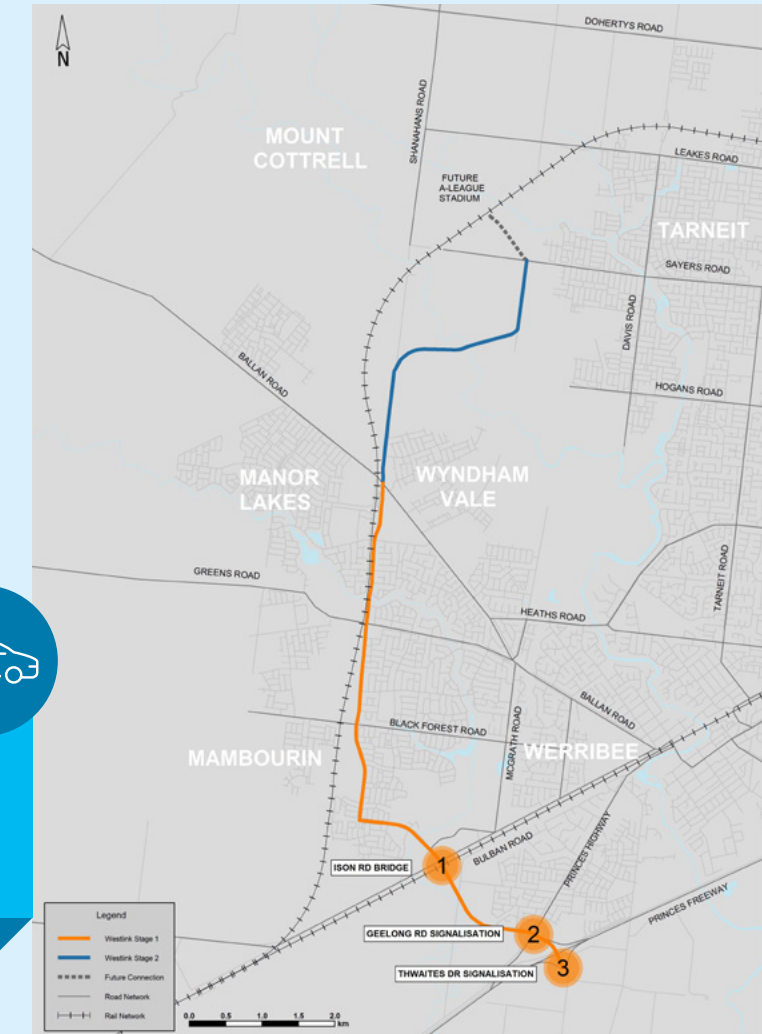 N
DOHERTYS ROAD
SHANAHANS ROAD
MOUNT
COTTRELL
LEAKES ROAD
FUTURE
A-LEAGUE
STADIUM
TARNEIT
SAYERS ROAD
DAVIS ROAD
BALLAN ROAD
HOGANS ROAD
MANOR
LAKES
WYNDHAM
VALE
GREENS ROAD
TARNEIT ROAD
HEATHS ROAD
BALLAN ROAD
BLACK FOREST ROAD
MCGRATH ROAD
MAMBOURIN
WERRIBEE
BULBAN ROAD
PRINCES HIGHWAY
ISON RD BRIDGE
1
PRINCES FREEWAY
GEELONG RD SIGNALISATION
2
THWAITES DR SIGNALISATION
3
Legend
Westlink Stage 1
Westlink Stage 2
Future Connection
Road Network
Rail Network
0.0 0.5 1.0 1.5 2.0
km